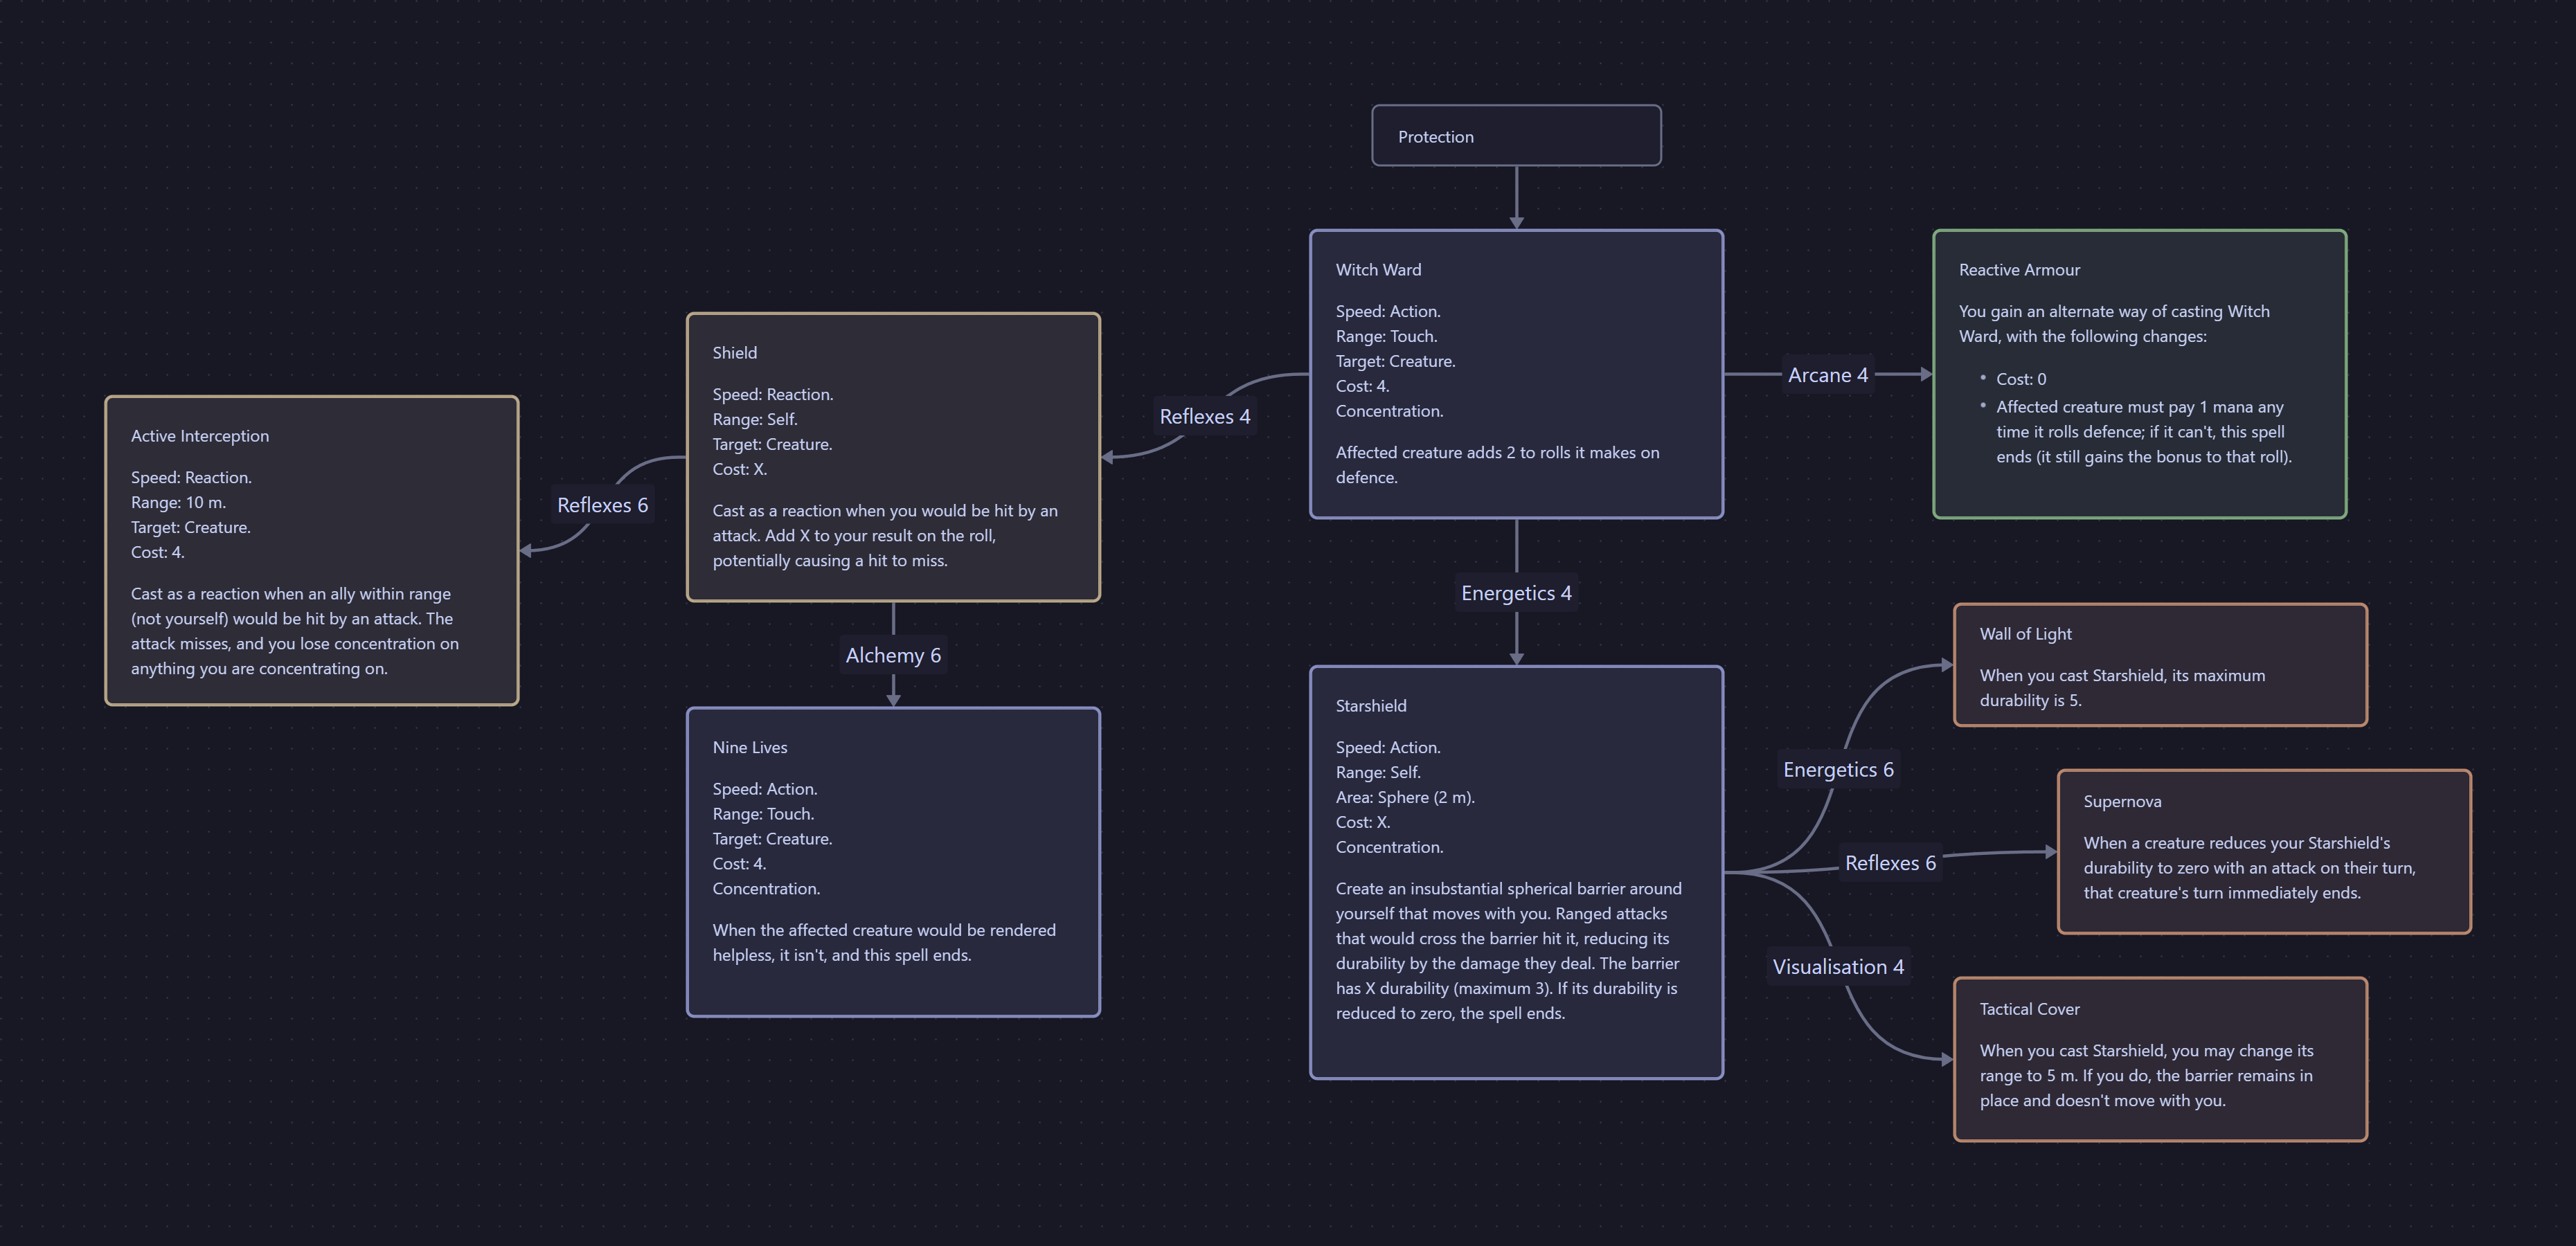 Protection
Witch Ward
Speed: Action.
Range: Touch.
Target: Creature.
Cost: 4.
Concentration.
Affected creature adds 2 to rolls it makes on
defence.
Arcane 4
Reactive Armour
You gain an alternate way of casting Witch
Ward, with the following changes:
• Cost: 0
• Affected creature must pay 1 mana any
time it rolls defence; if it can't, this spell
ends (it still gains the bonus to that roll).
Reflexes 4
Shield
Speed: Reaction.
Range: Self.
Target: Creature.
Cost: X.
Cast as a reaction when you would be hit by an
attack. Add X to your result on the roll,
potentially causing a hit to miss.
Reflexes 6
Active Interception
Speed: Reaction.
Range: 10 m.
Target: Creature.
Cost: 4.
Cast as a reaction when an ally within range
(not yourself) would be hit by an attack. The
attack misses, and you lose concentration on
anything you are concentrating on.
Alchemy 6
Nine Lives
Speed: Action.
Range: Touch.
Target: Creature.
Cost: 4.
Concentration.
When the affected creature would be rendered
helpless, it isn't, and this spell ends.
Energetics 4
Starshield
Speed: Action.
Range: Self.
Area: Sphere (2 m).
Cost: X.
Concentration.
Create an insubstantial spherical barrier around
yourself that moves with you. Ranged attacks
that would cross the barrier hit it, reducing its
durability by the damage they deal. The barrier
has X durability (maximum 3). If its durability is
reduced to zero, the spell ends.
Energetics 6
Wall of Light
When you cast Starshield, its maximum
durability is 5.
Reflexes 6
Supernova
When a creature reduces your Starshield's
durability to zero with an attack on their turn,
that creature's turn immediately ends.
Visualisation 4
Tactical Cover
When you cast Starshield, you may change its
range to 5 m. If you do, the barrier remains in
place and doesn't move with you.